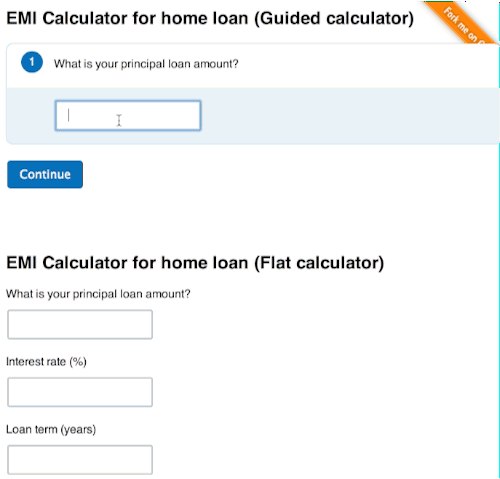 EMI Calculator for home loan (Guided calculator)
Fork me on
1 What is your principal loan amount?
Continue
EMI Calculator for home loan (Flat calculator)
What is your principal loan amount?
Interest rate (%)
Loan term (years)